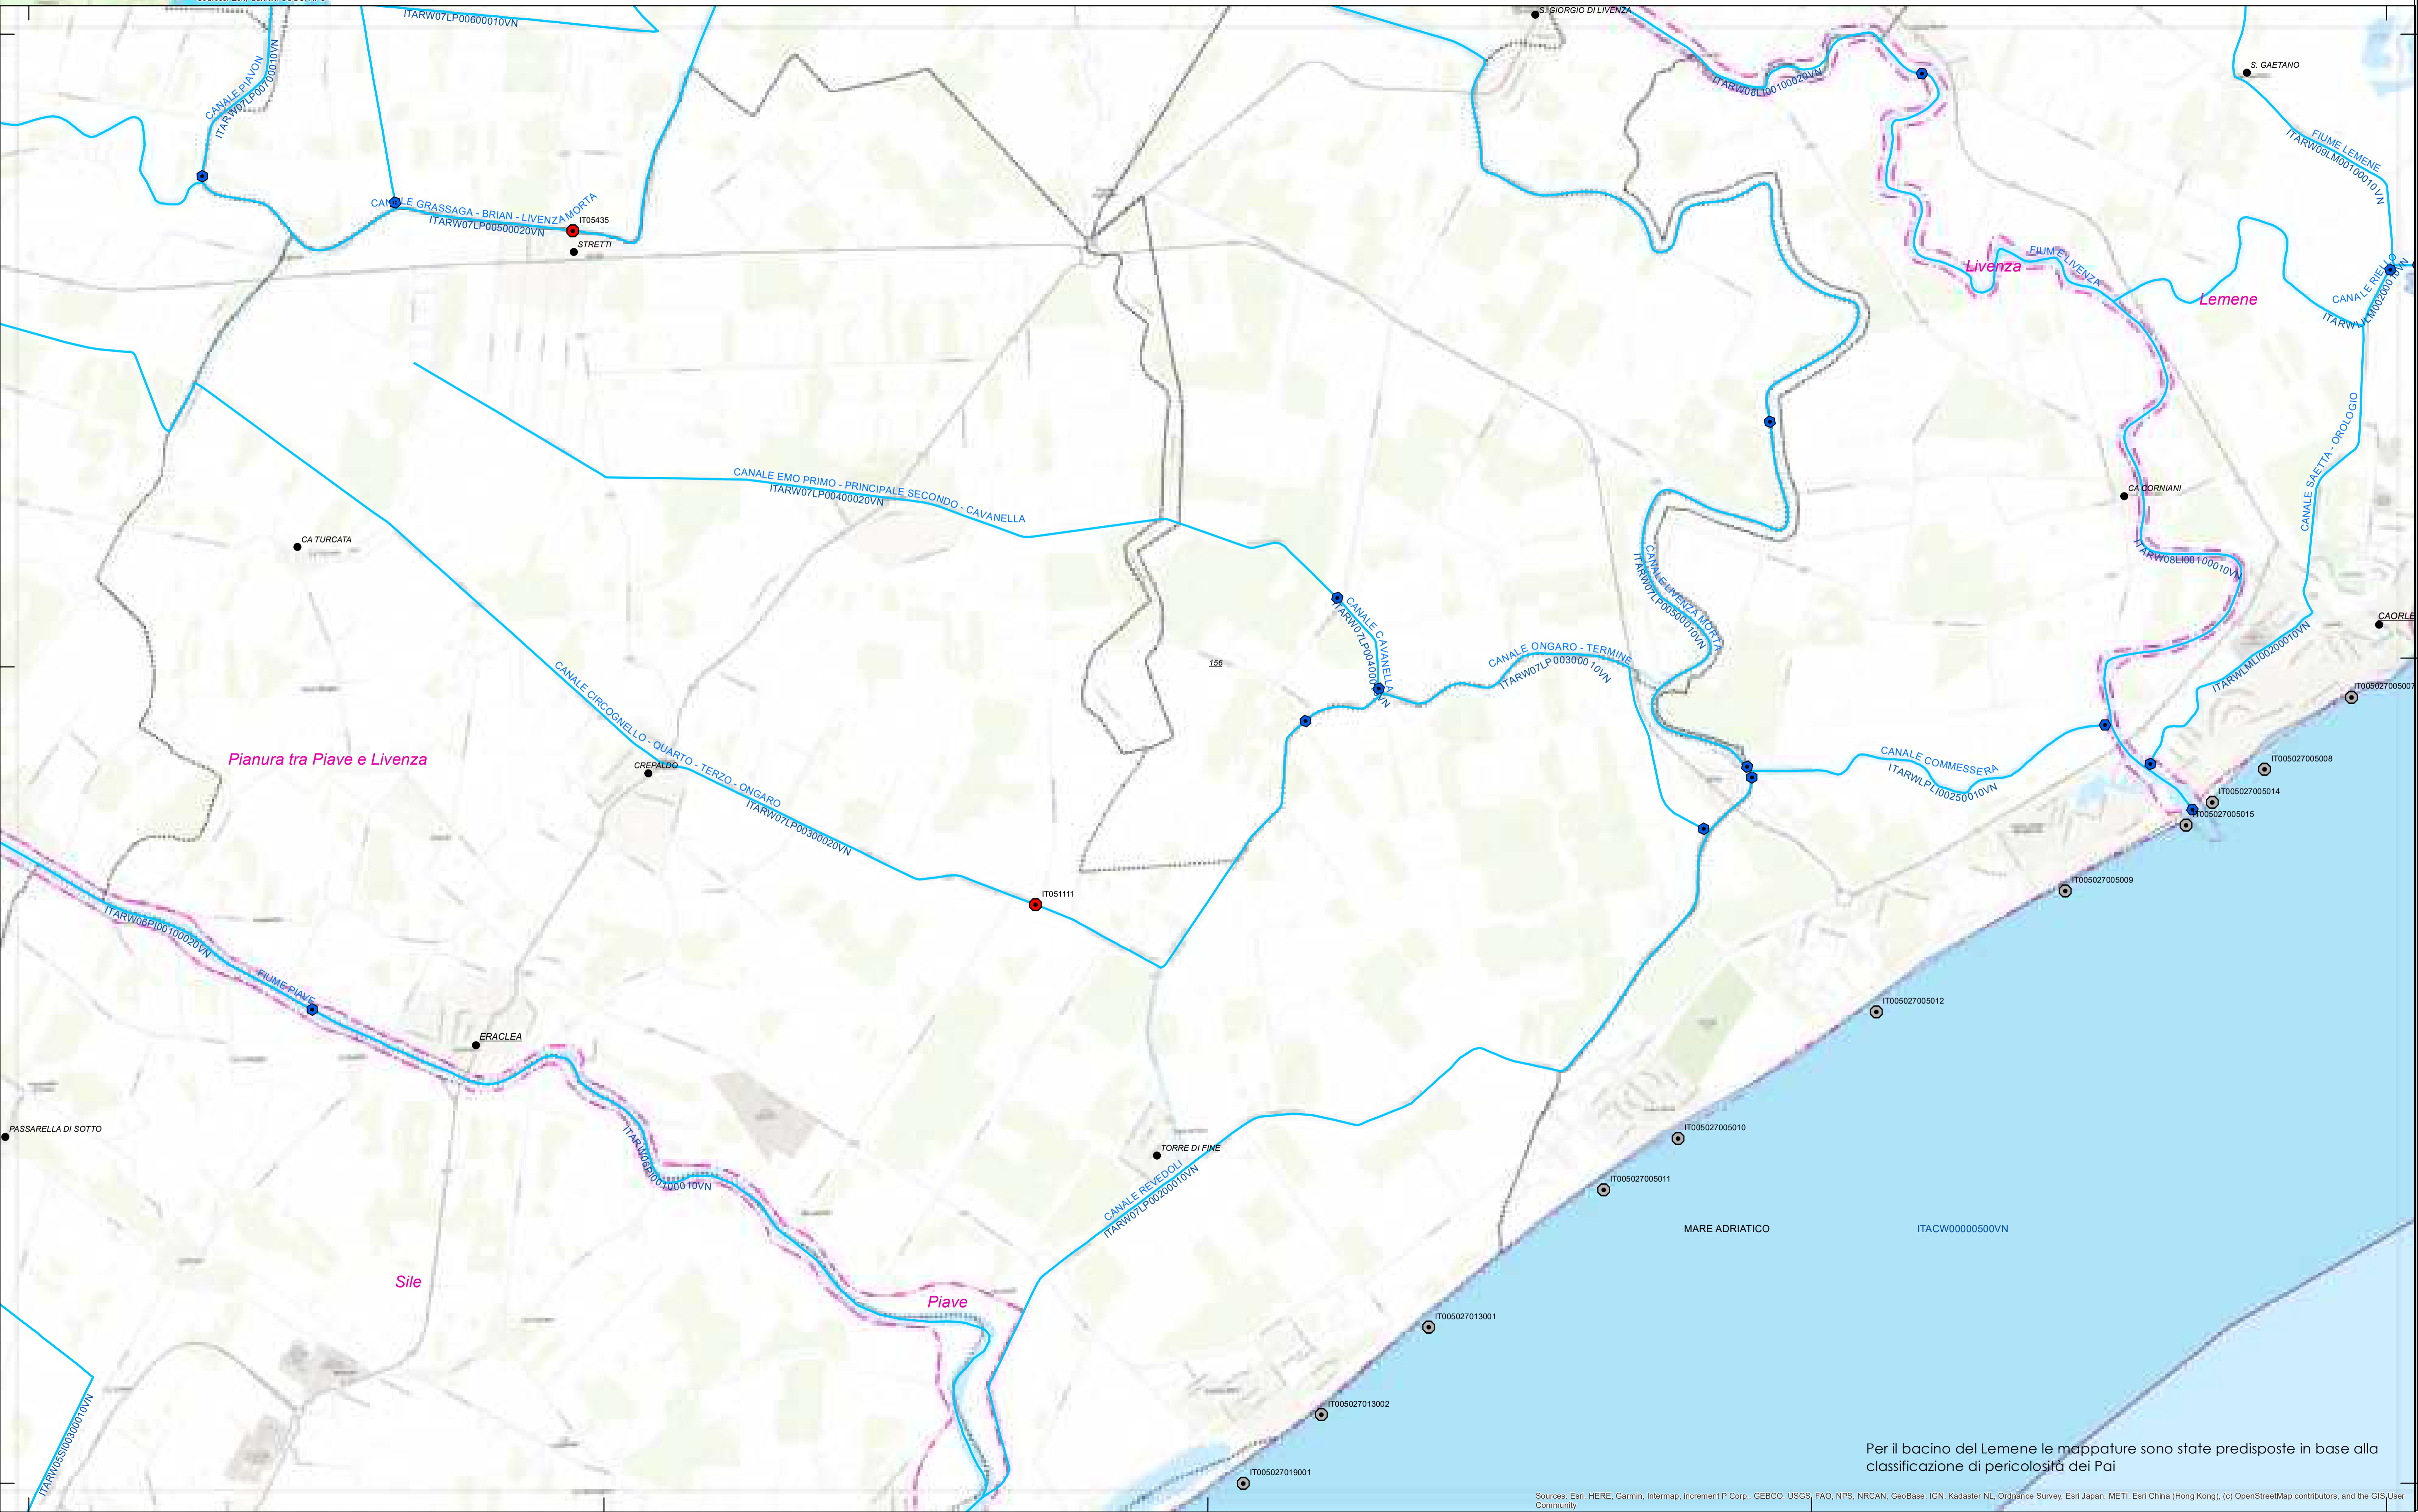 ITARW07LP00600010VN
S. GIORGIO DI LIVENZA
CANALE PIAVON
ITARW07LP00700010VN
ITARW08LI00100020VN
S. GAETANO
FIUME LEMENE
ITARW09LM00100010VN
CANALE GRASSAGA - BRIAN - LIVENZA MORTA
ITARW07LP00500020VN
IT05435
STRETTI
Livenza
FIUME LIVENZA
Lemene
CANALE RIELLO
CANALE SAETTA - OROLOGIO
CANALE EMO PRIMO - PRINCIPALE SECONDO - CAVANELLA
ITARW07LP00400020VN
CA CORNIANI
CA TURCATA
ITARW08LI00100010VN
CANALE LIVENZA MORTA
ITARW07LP00500010VN
CAORLE
CANALE CAVANELLA
CANALE ONGARO - TERMINE
ITARW07LP00300010VN
156
ITARWLMLI00200010VN
IT005027005007
CANALE CIRCOGNELLO - QUARTO - TERZO - ONGARO
ITARW07LP00300020VN
Pianura tra Piave e Livenza
CREPALDO
CANALE COMMESSERA
ITARWLPLI00250010VN
IT005027005008
IT005027005014
IT005027005015
IT005027005009
IT051111
ITARW06PI00100020VN
FIUME PIAVE
IT005027005012
ERACLEA
PASSARELLA DI SOTTO
IT005027005010
ITARW06PI00100010VN
TORRE DI FINE
CANALE REVEDOLI
ITARW07LP00200010VN
IT005027005011
MARE ADRIATICO
ITACW00000500VN
Sile
Piave
IT005027013001
ITARW05SI00300010VN
IT005027013002
IT005027019001
Per il bacino del Lemene le mappature sono state predisposte in base alla
classificazione di pericolosità dei Pai
Sources: Esri, HERE, Garmin, Intermap, increment P Corp., GEBCO, USGS, FAO, NPS, NRCAN, GeoBase, IGN, Kadaster NL, Ordnance Survey, Esri Japan, METI, Esri China (Hong Kong), (c) OpenStreetMap contributors, and the GIS User
Community